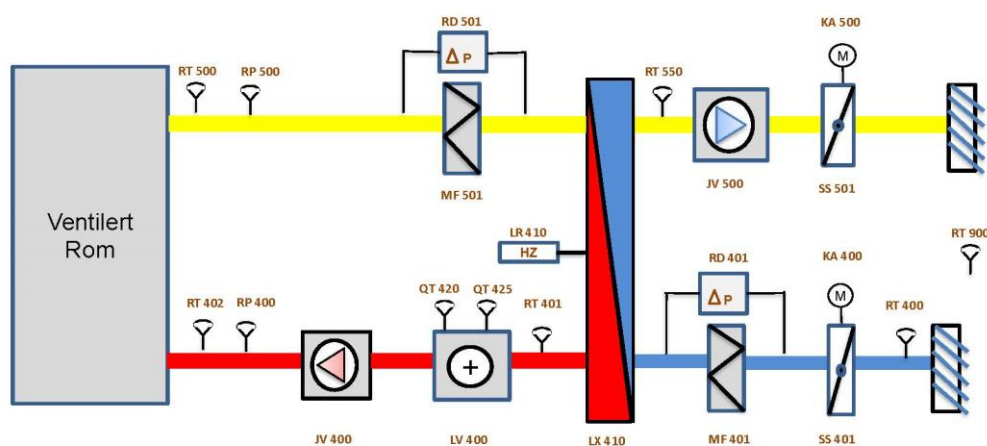 RD 501
KA 500
RT 500
RP 500
Δ P
RT 550
M
MF 501
JV 500
SS 501
Ventilert
Rom
LR 410
HZ
RT 900
RD 401
KA 400
QT 420
QT 425
RT 402
RP 400
RT 401
Δ P
M
RT 400
+
JV 400
LV 400
LX 410
MF 401
SS 401